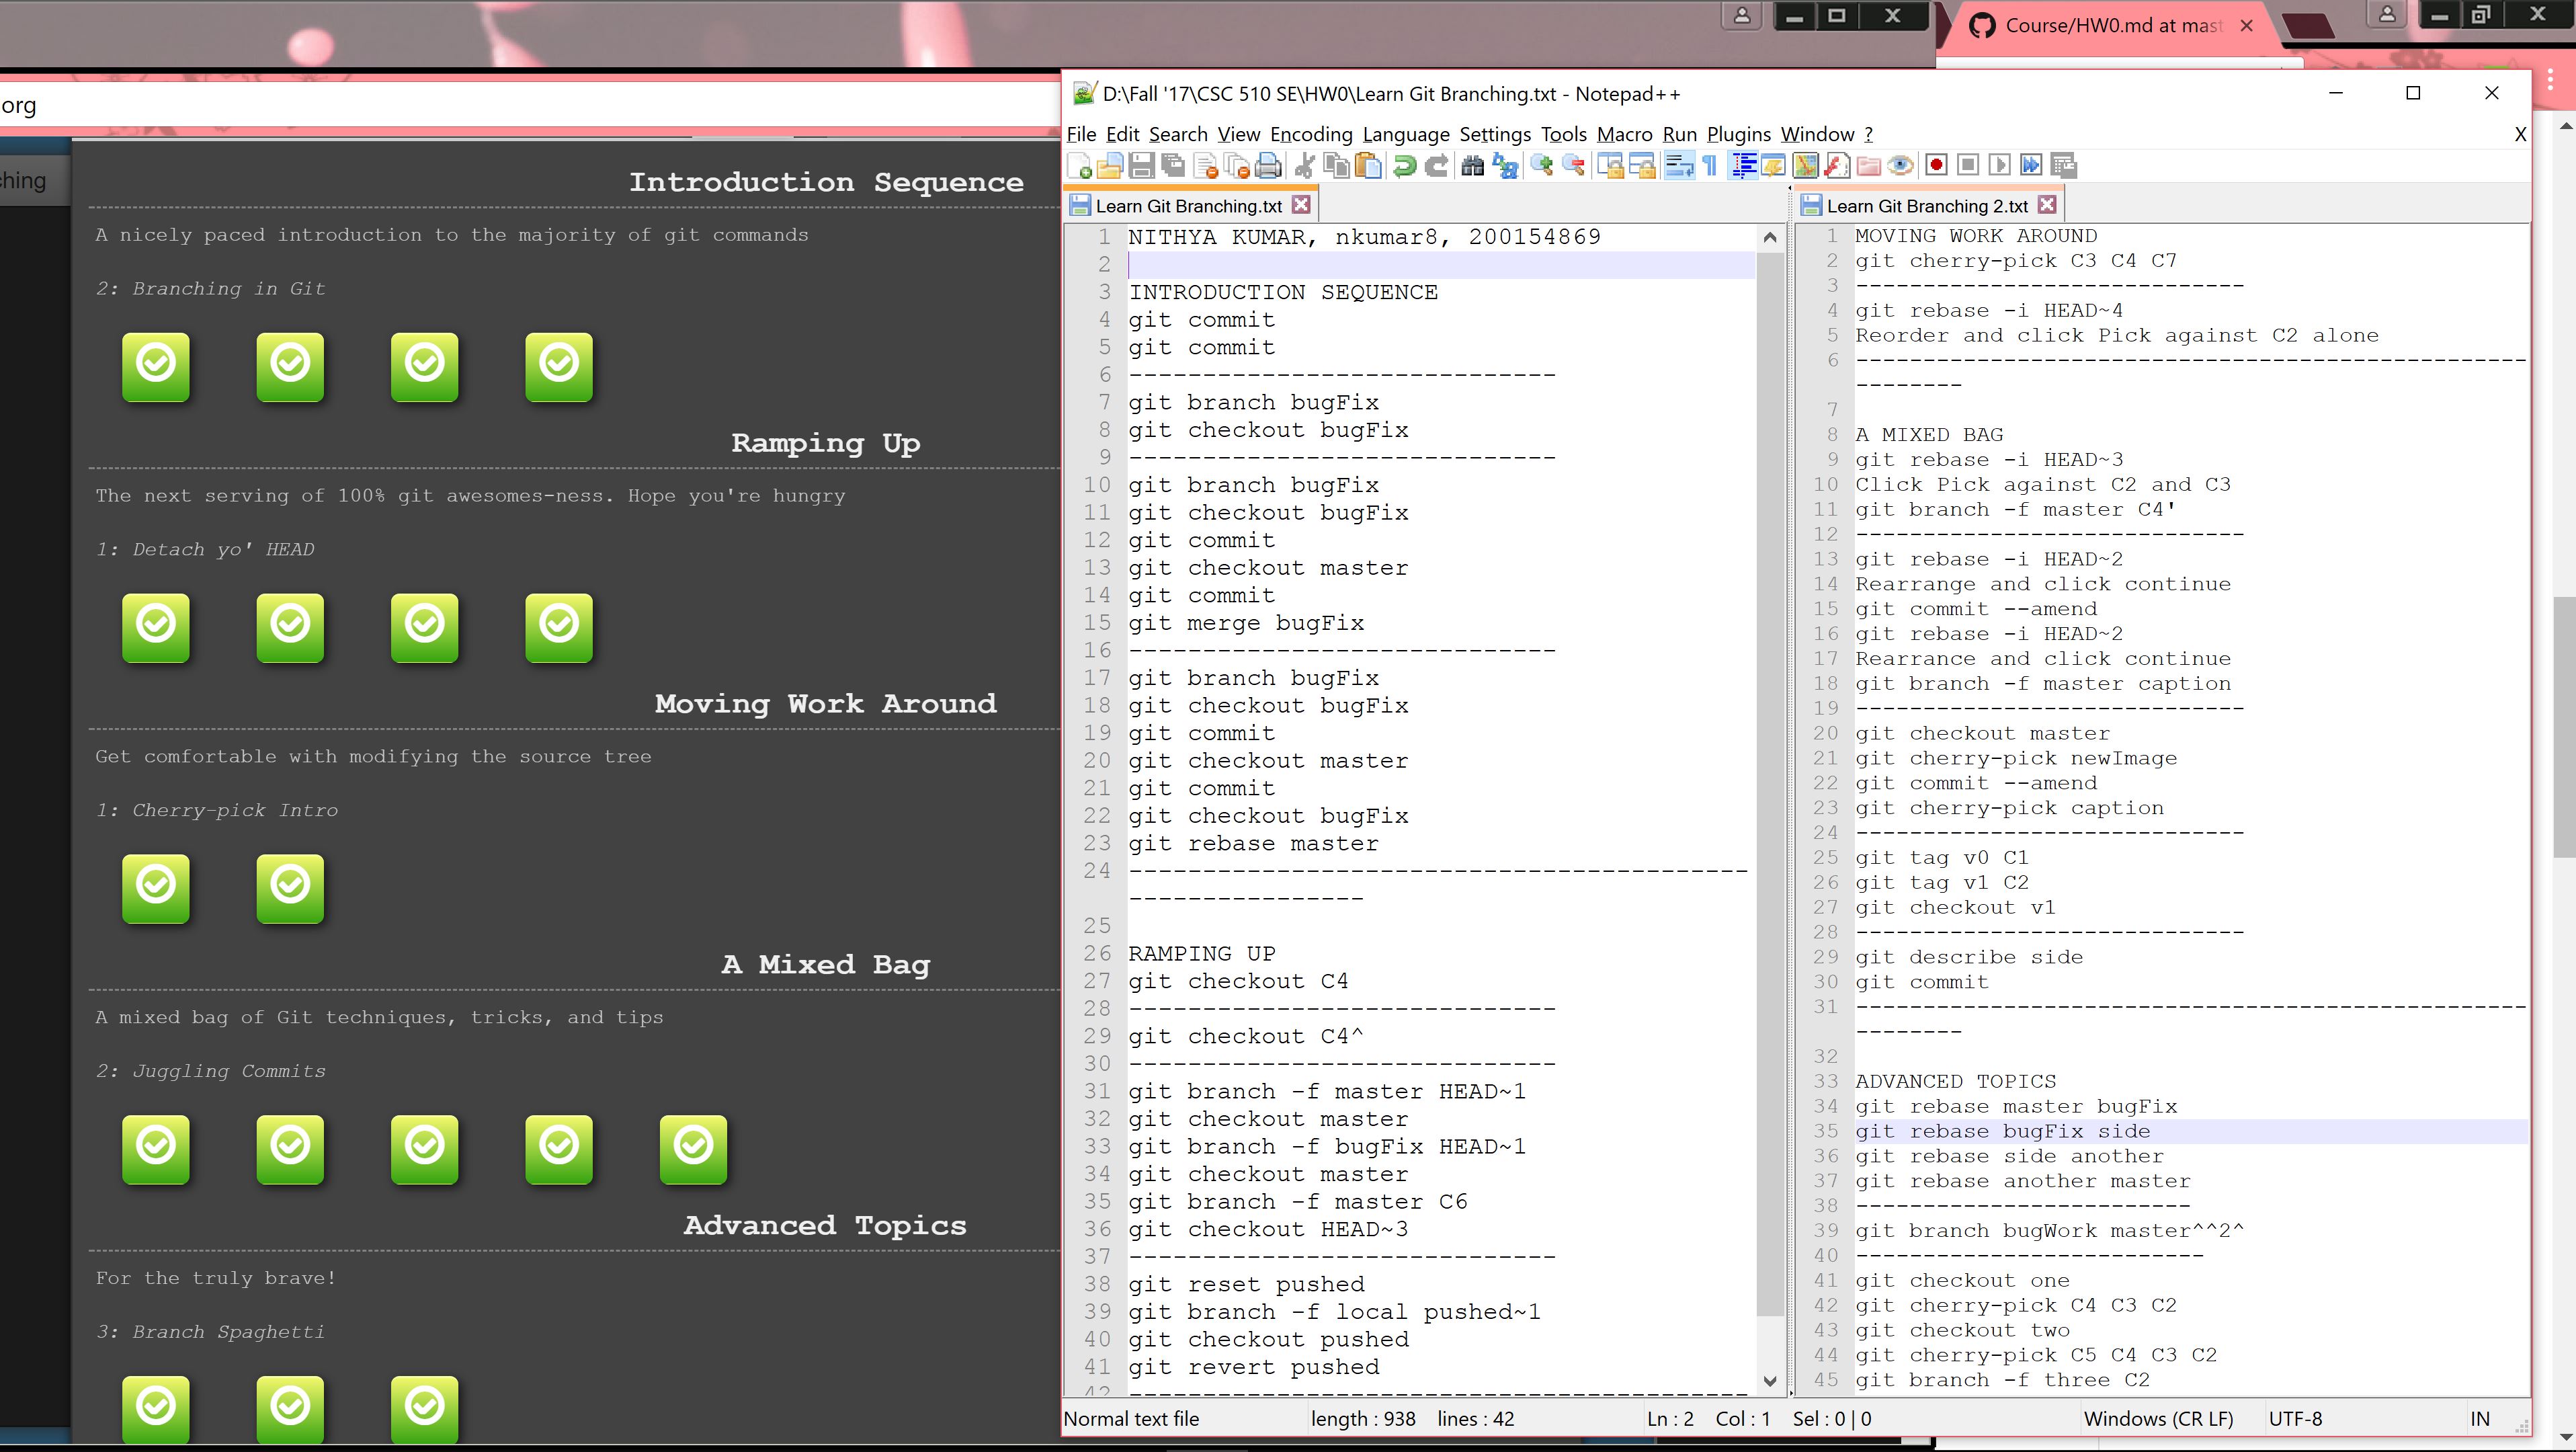 Course/HW0.md at mast
org
ching
Introduction Sequence
A nicely paced introduction to the majority of git commands
2: Branching in Git
Ramping Up
The next serving of 100% git awesomes-ness. Hope you're hungry
1: Detach yo' HEAD
Moving Work Around
Get comfortable with modifying the source tree
1: Cherry-pick Intro
A Mixed Bag
A mixed bag of Git techniques, tricks, and tips
2: Juggling Commits
Advanced Topics
For the truly brave!
3: Branch Spaghetti
D:\Fall '17\CSC 510 SE\HW0\Learn Git Branching.txt - Notepad++
File Edit Search View Encoding Language Settings Tools Macro Run Plugins Window ? X
Learn Git Branching.txt
1 NITHYA KUMAR, nkumar8, 200154869
2
3 INTRODUCTION SEQUENCE
4 git commit
5 git commit
6 -----------------------------
7 git branch bugFix
8 git checkout bugFix
9 -----------------------------
10 git branch bugFix
11 git checkout bugFix
12 git commit
13 git checkout master
14 git commit
15 git merge bugFix
16 -----------------------------
17 git branch bugFix
18 git checkout bugFix
19 git commit
20 git checkout master
21 git commit
22 git checkout bugFix
23 git rebase master
24 ------------------------------------------
----------------
25
26 RAMPING UP
27 git checkout C4
28 -----------------------------
29 git checkout C4^
30 -----------------------------
31 git branch -f master HEAD~1
32 git checkout master
33 git branch -f bugFix HEAD~1
34 git checkout master
35 git branch -f master C6
36 git checkout HEAD~3
37 -----------------------------
38 git reset pushed
39 git branch -f local pushed~1
40 git checkout pushed
41 git revert pushed
42 ------------------------------------------
Learn Git Branching 2.txt
1 MOVING WORK AROUND
2 git cherry-pick C3 C4 C7
3 -----------------------------
4 git rebase -i HEAD~4
5 Reorder and click Pick against C2 alone
6 --------------------------------------------------
--------
7
8 A MIXED BAG
9 git rebase -i HEAD~3
10 Click Pick against C2 and C3
11 git branch -f master C4'
12 -----------------------------
13 git rebase -i HEAD~2
14 Rearrange and click continue
15 git commit --amend
16 git rebase -i HEAD~2
17 Rearrance and click continue
18 git branch -f master caption
19 -----------------------------
20 git checkout master
21 git cherry-pick newImage
22 git commit --amend
23 git cherry-pick caption
24 -----------------------------
25 git tag v0 C1
26 git tag v1 C2
27 git checkout v1
28 -----------------------------
29 git describe side
30 git commit
31 --------------------------------------------------
--------
32
33 ADVANCED TOPICS
34 git rebase master bugFix
35 git rebase bugFix side
36 git rebase side another
37 git rebase another master
38 -------------------------
39 git branch bugWork master^^2^
40 --------------------------
41 git checkout one
42 git cherry-pick C4 C3 C2
43 git checkout two
44 git cherry-pick C5 C4 C3 C2
45 git branch -f three C2
Normal text file length : 938 lines : 42 Ln : 2 Col : 1 Sel : 0 | 0 Windows (CR LF) UTF-8 IN